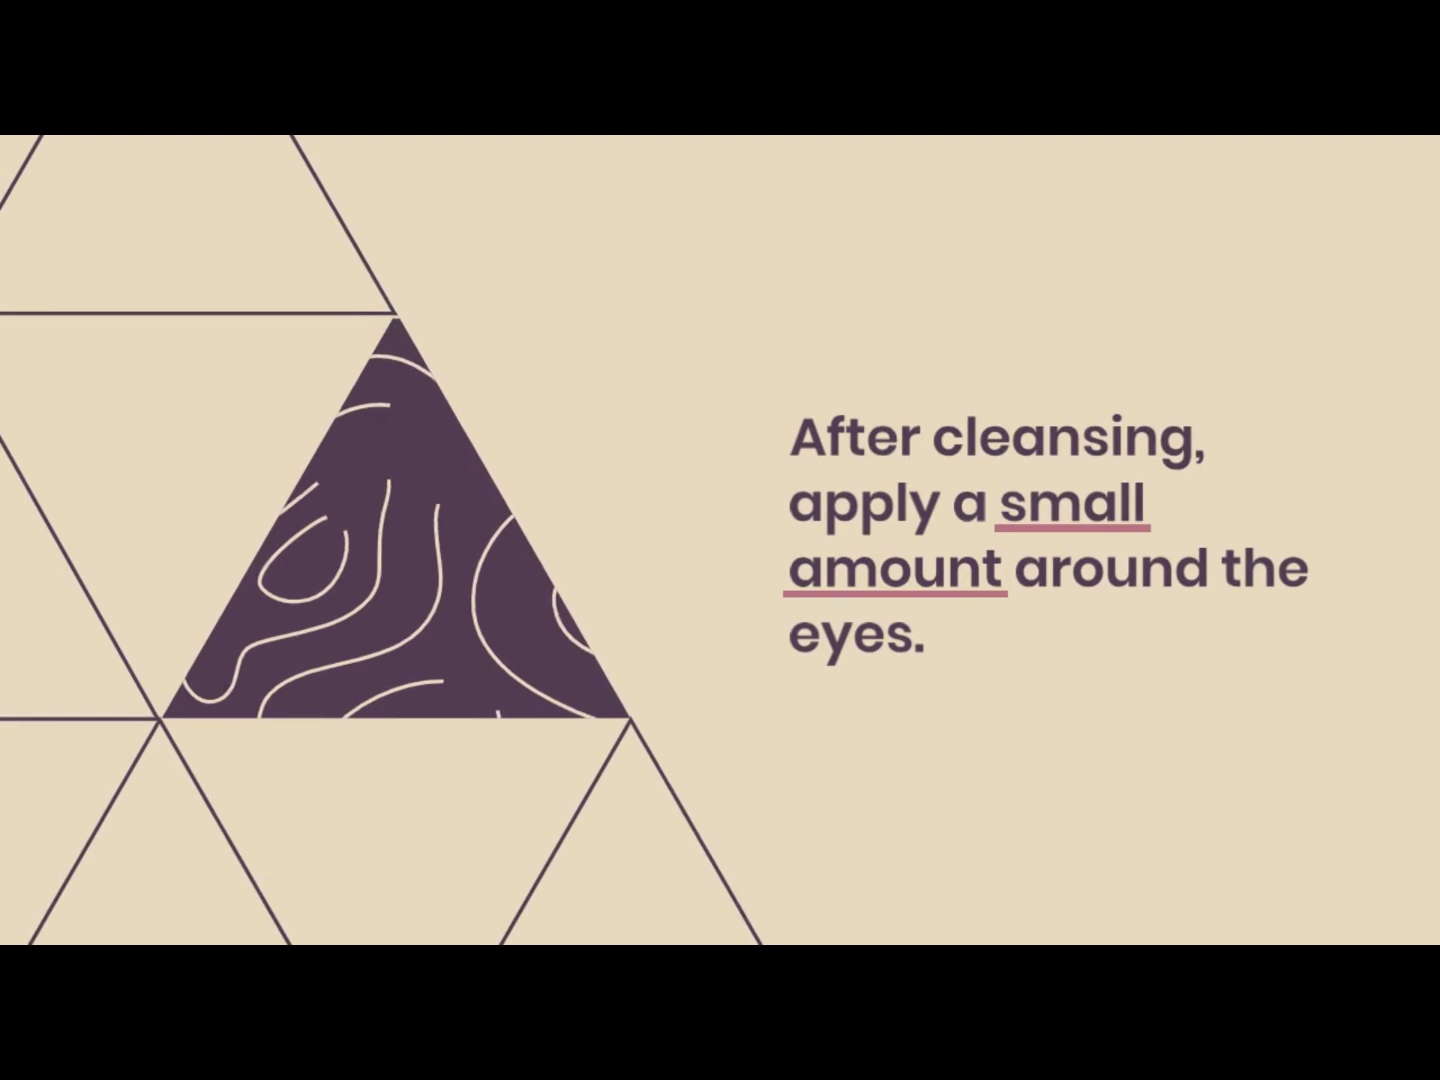 After cleansing,
apply a small
amount around the
eyes.